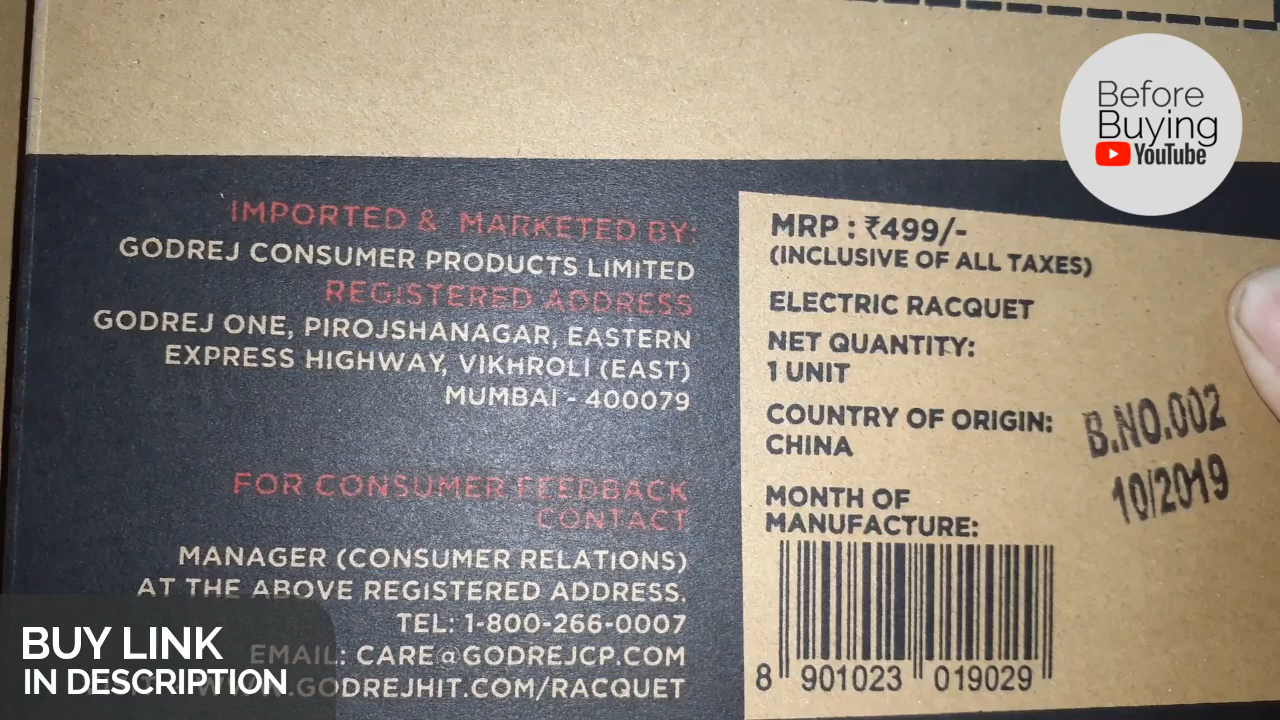 Before
Buying
YouTube
IMPORTED & MARKETED BY:
GODREJ CONSUMER PRODUCTS LIMITED
REGISTERED ADDRESS
GODREJ ONE, PIROJSHANAGAR, EASTERN
EXPRESS HIGHWAY, VIKHROLI (EAST)
MUMBAI - 400079
FOR CONSUMER FEEDBACK
CONTACT
MANAGER (CONSUMER RELATIONS)
AT THE ABOVE REGISTERED ADDRESS.
TEL: 1-800-266-0007
EMAIL: CARE@GODREJCP.COM
WWW.GODREJHIT.COM/RACQUET
MRP : ₹499/-
(INCLUSIVE OF ALL TAXES)
ELECTRIC RACQUET
NET QUANTITY:
1 UNIT
COUNTRY OF ORIGIN:
CHINA
MONTH OF
MANUFACTURE:
B.NO.002
10/2019
8 901023 019029
BUY LINK
IN DESCRIPTION